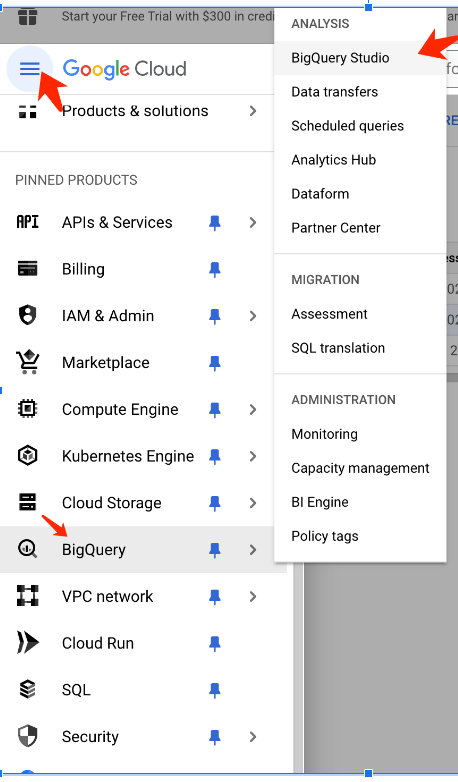 Start your Free Trial with $300 in credi
Google Cloud
Products & solutions
PINNED PRODUCTS
API APIs & Services
Billing
IAM & Admin
Marketplace
Compute Engine
Kubernetes Engine
Cloud Storage
BigQuery
VPC network
Cloud Run
SQL
Security
ANALYSIS
BigQuery Studio
Data transfers
Scheduled queries
Analytics Hub
Dataform
Partner Center
MIGRATION
Assessment
SQL translation
ADMINISTRATION
Monitoring
Capacity management
BI Engine
Policy tags